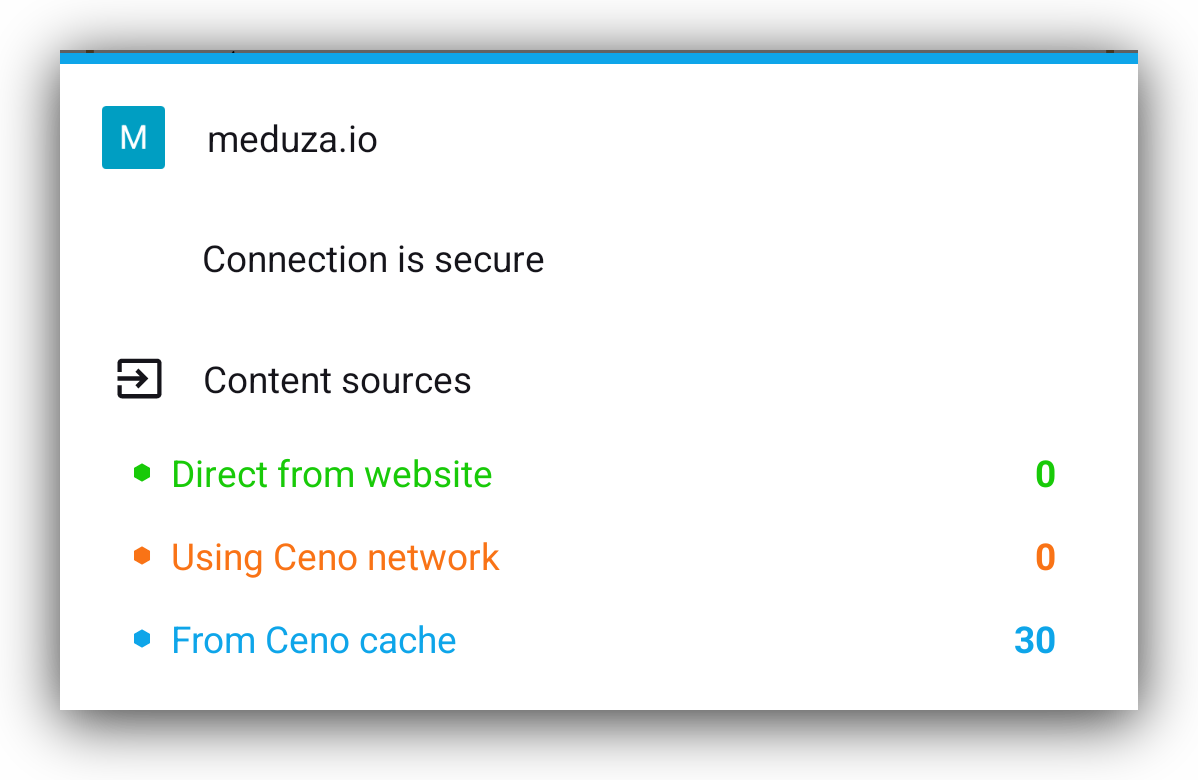 M
meduza.io
Connection is secure
Content sources
Direct from website 0
Using Ceno network 0
From Ceno cache 30